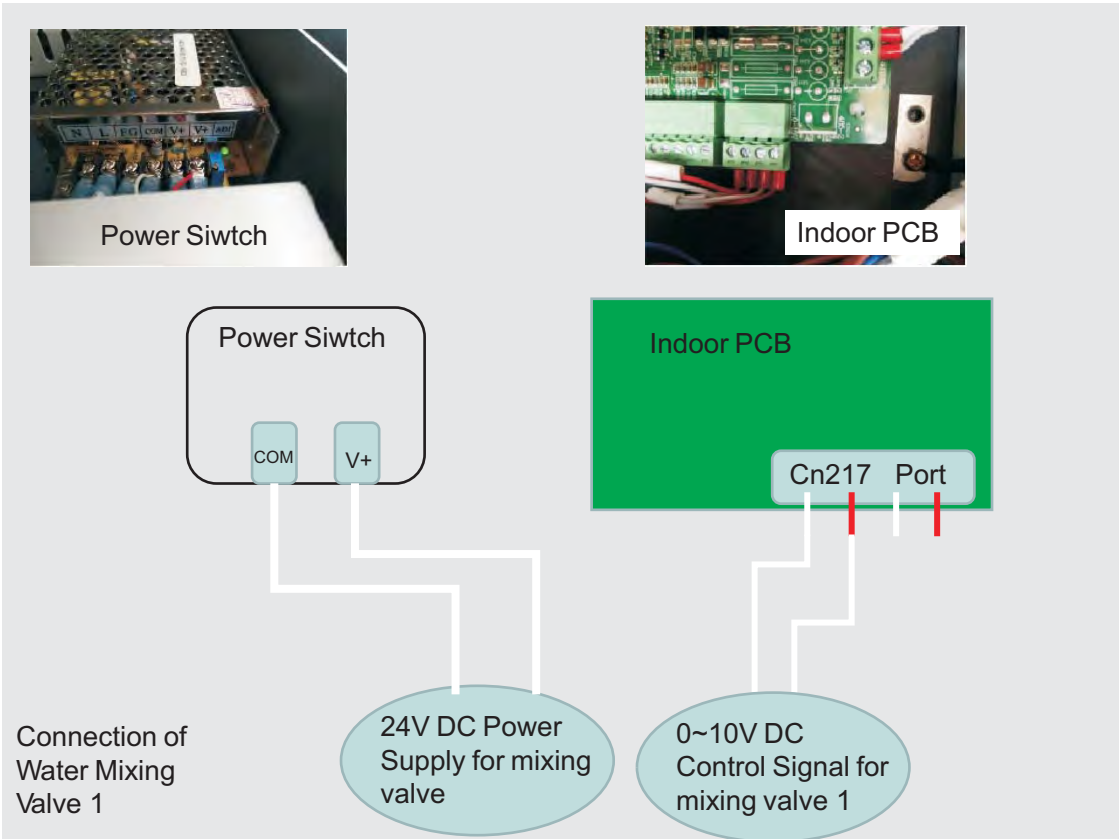 N L FG COM V+ V+ ADJ
Power Siwtch
Indoor PCB
Power Siwtch
COM
V+
Indoor PCB
Cn217 Port
24V DC Power
Supply for mixing
valve
0~10V DC
Control Signal for
mixing valve 1
Connection of
Water Mixing
Valve 1